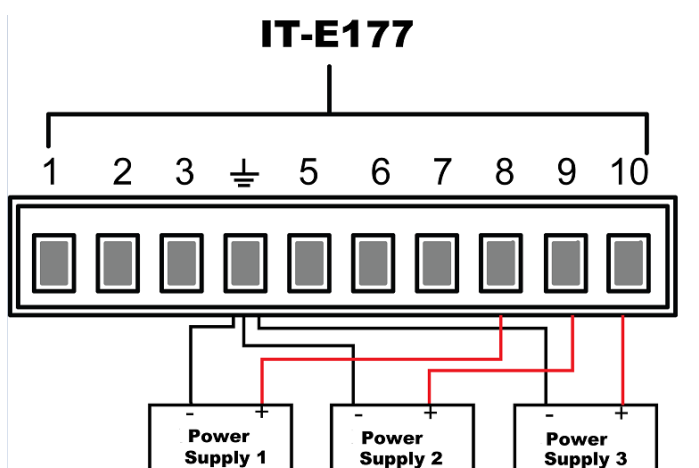 IT-E177
1 2 3 ⏚ 5 6 7 8 9 10
- + - + - +
Power Power Power
Supply 1 Supply 2 Supply 3